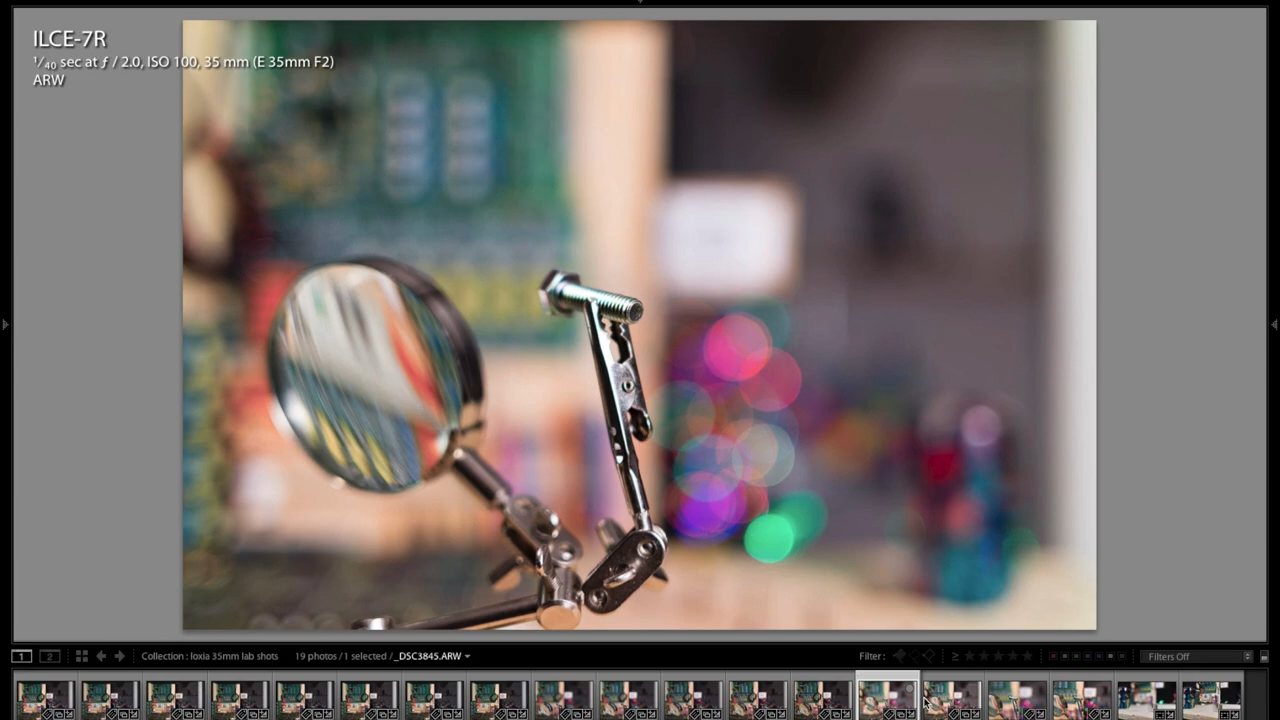 ILCE-7R
1/40 sec at ƒ / 2.0, ISO 100, 35 mm (E 35mm F2)
ARW
1 2 Collection : loxia 35mm lab shots 19 photos / 1 selected / _DSC3845.ARW Filter : ≥ Filters Off